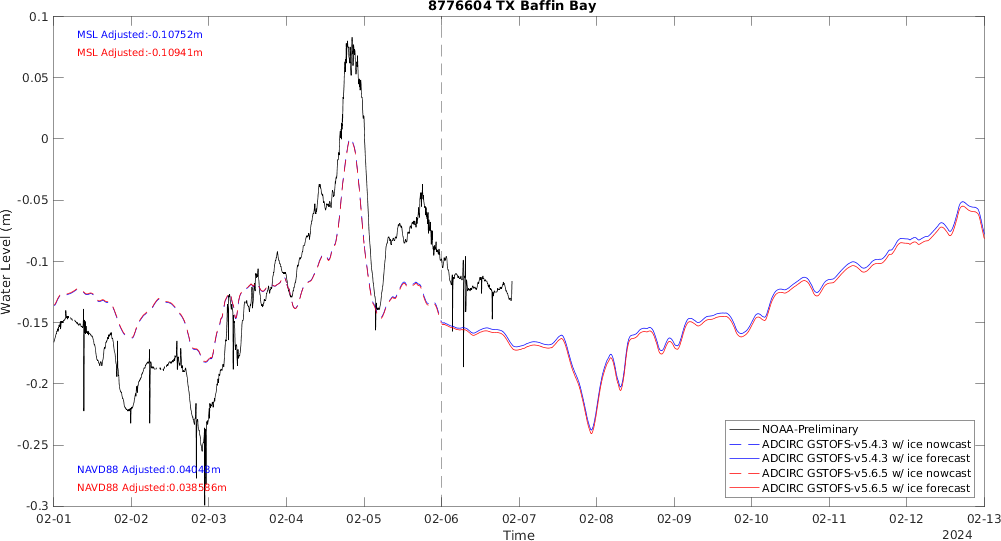 8776604 TX Baffin Bay
0.1
0.05
0
-0.05
-0.1
-0.15
-0.2
-0.25
-0.3
Water Level (m)
MSL Adjusted:-0.10752m
MSL Adjusted:-0.10941m
NAVD88 Adjusted:0.04043m
NAVD88 Adjusted:0.038536m
NOAA-Preliminary
ADCIRC GSTOFS-v5.4.3 w/ ice nowcast
ADCIRC GSTOFS-v5.4.3 w/ ice forecast
ADCIRC GSTOFS-v5.6.5 w/ ice nowcast
ADCIRC GSTOFS-v5.6.5 w/ ice forecast
02-01 02-02 02-03 02-04 02-05 02-06 02-07 02-08 02-09 02-10 02-11 02-12 02-13
Time
2024